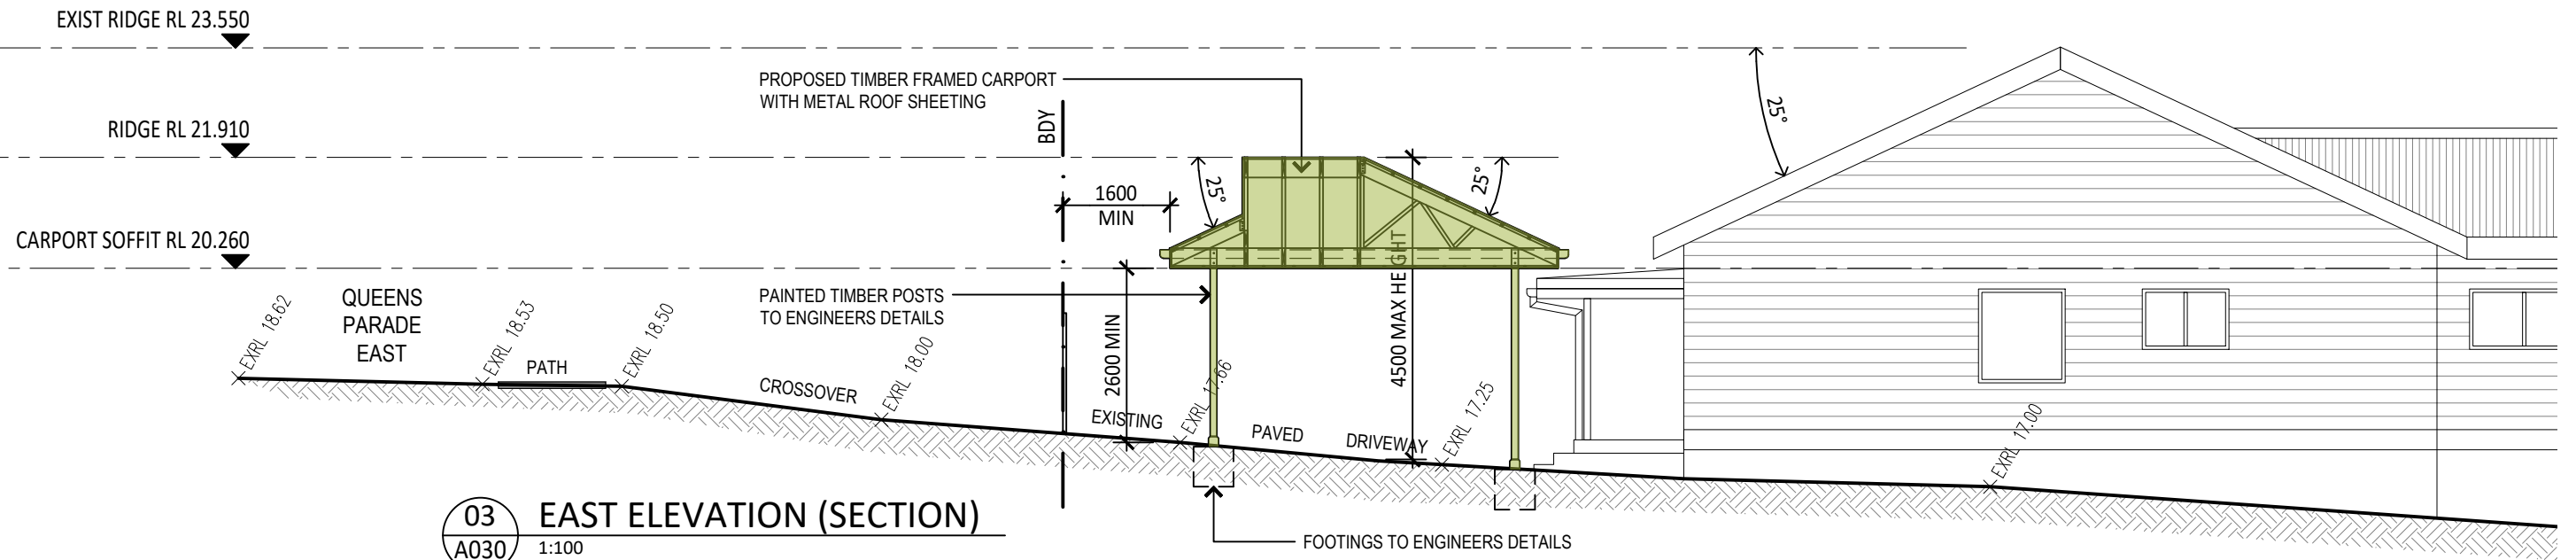 EXIST RIDGE RL 23.550
RIDGE RL 21.910
CARPORT SOFFIT RL 20.260
PROPOSED TIMBER FRAMED CARPORT
WITH METAL ROOF SHEETING
BDY
1600
MIN
25°
25°
25°
PAINTED TIMBER POSTS
TO ENGINEERS DETAILS
2600 MIN
4500 MAX HEIGHT
QUEENS
PARADE
EAST
EXRL 18.62
EXRL 18.53
PATH
EXRL 18.50
CROSSOVER
EXRL 18.00
EXISTING
EXRL 17.66
PAVED
DRIVEWAY
EXRL 17.25
EXRL 17.00
03
A030
EAST ELEVATION (SECTION)
1:100
FOOTINGS TO ENGINEERS DETAILS